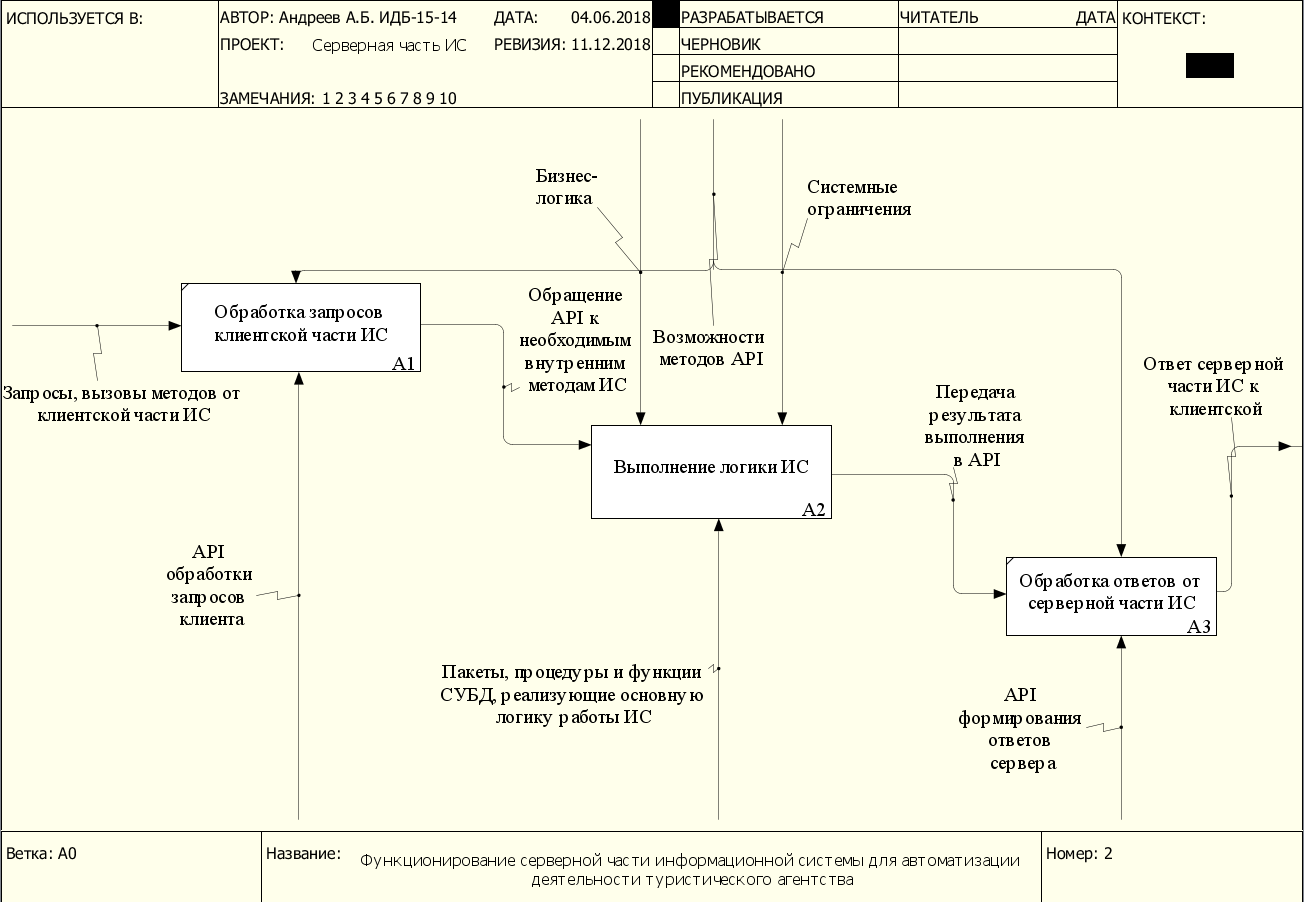 ИСПОЛЬЗУЕТСЯ В:
АВТОР: Андреев А.Б. ИДБ-15-14
ДАТА: 04.06.2018
ПРОЕКТ: Серверная часть ИС
РЕВИЗИЯ: 11.12.2018
ЗАМЕЧАНИЯ: 1 2 3 4 5 6 7 8 9 10
РАЗРАБАТЫВАЕТСЯ
ЧЕРНОВИК
РЕКОМЕНДОВАНО
ПУБЛИКАЦИЯ
ЧИТАТЕЛЬ
ДАТА
КОНТЕКСТ:
Бизнес-
логика
Системные
ограничения
Обработка запросов
клиентской части ИС
A1
Обращение
API к
необходимым
внутренним
методам ИС
Возможности
методов API
Запросы, вызовы методов от
клиентской части ИС
Ответ серверной
части ИС к
клиентской
Передача
результата
выполнения
в API
Выполнение логики ИС
A2
API
обработки
запросов
клиента
Обработка ответов от
серверной части ИС
A3
Пакеты, процедуры и функции
СУБД, реализующие основную
логику работы ИС
API
формирования
ответов
сервера
Ветка: A0
Название:
Функционирование серверной части информационной системы для автоматизации
деятельности туристического агентства
Номер: 2